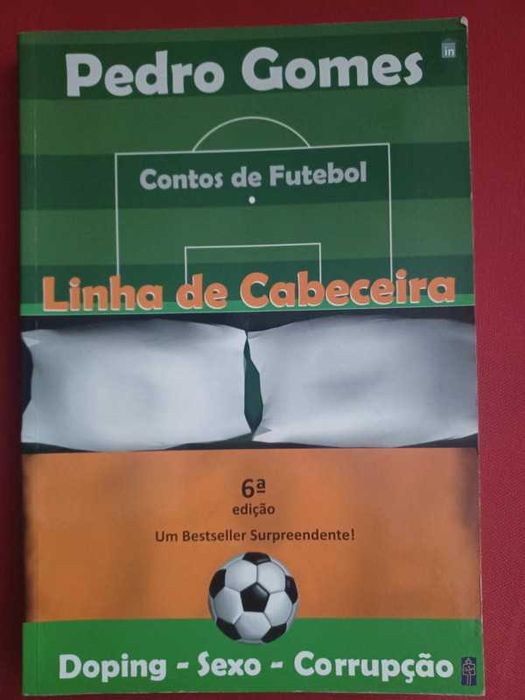 Pedro Gomes
in
Contos de Futebol
Linha de Cabeceira
6ª
edição
Um Bestseller Surpreendente!
Doping - Sexo - Corrupção